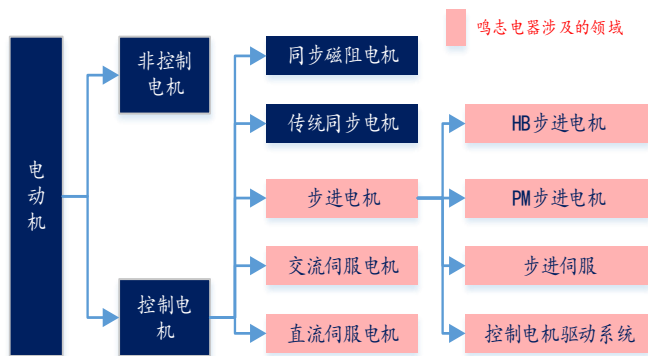 鸣志电器涉及的领域
电
动
机
非控制
电机
控制电
机
同步磁阻电机
传统同步电机
步进电机
交流伺服电机
直流伺服电机
HB步进电机
PM步进电机
步进伺服
控制电机驱动系统